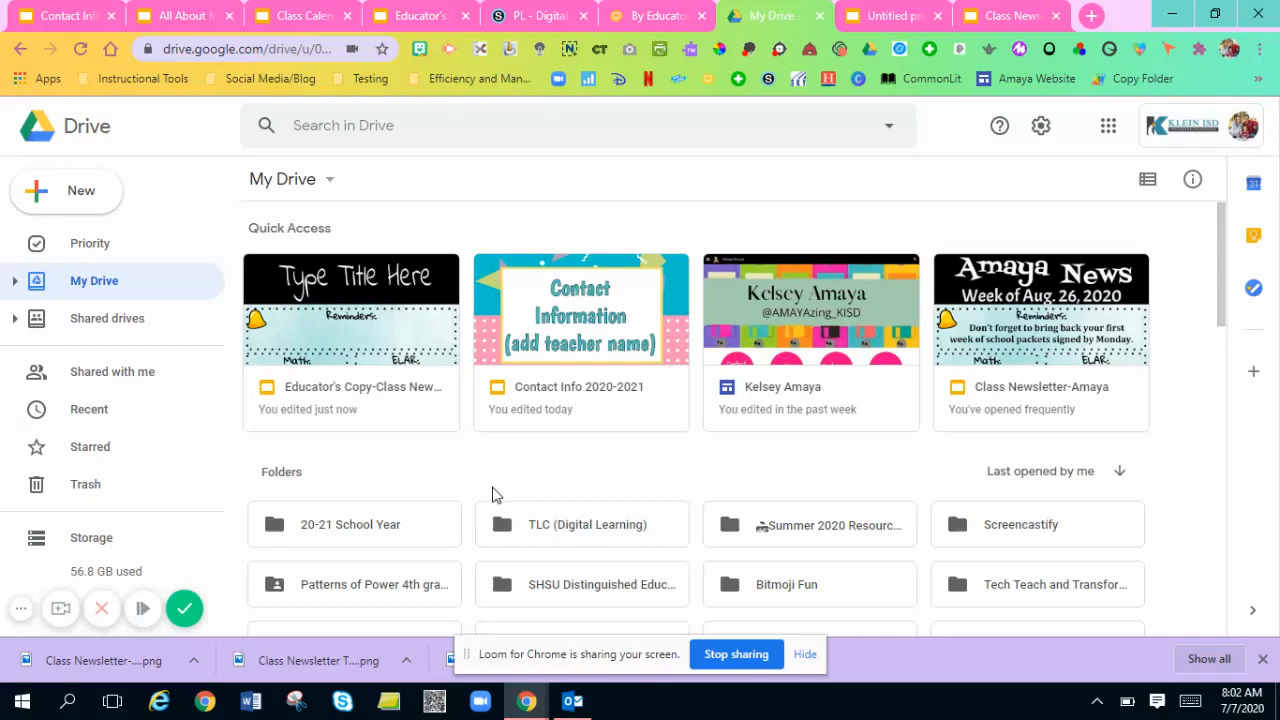 Contact Inf
All About M
Class Calen
Educator's C
PL - Digital
By Educato
My Drive -
Untitled pr
Class News
drive.google.com/drive/u/0...
Apps
Instructional Tools
Social Media/Blog
Testing
Efficiency and Man...
CommonLit
Amaya Website
Copy Folder
Drive
Search in Drive
KLEIN ISD
New
My Drive
Priority
My Drive
Shared drives
Shared with me
Recent
Starred
Trash
Storage
56.8 GB used
Quick Access
Type Title Here
Reminders:
Math:
ELAR:
Educator's Copy-Class New...
You edited just now
Contact
Information
(add teacher name)
Contact Info 2020-2021
You edited today
Kelsey Amaya
@AMAYAzing_KISD
Kelsey Amaya
You edited in the past week
Amaya News
Week of Aug. 26, 2020
Reminders:
Don't forget to bring back your first
week of school packets signed by Monday.
Math:
ELAR:
Class Newsletter-Amaya
You've opened frequently
Folders
Last opened by me
20-21 School Year
TLC (Digital Learning)
Summer 2020 Resourc...
Screencastify
Patterns of Power 4th gra...
SHSU Distinguished Educ...
Bitmoji Fun
Tech Teach and Transfor...
Loom for Chrome is sharing your screen.
Stop sharing
Hide
Class Newsletter-....png
Class Newsletter T....png
Show all
8:02 AM
7/7/2020